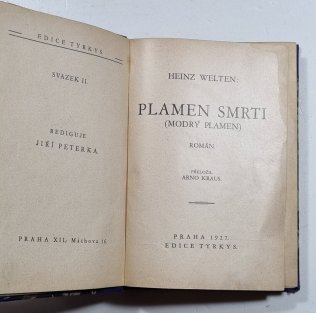 EDICE TYRKYS
SVAZEK II.
REDIGUJE
JIŘÍ PETERKA.
PRAHA XII, Máchova 16
HEINZ WELTEN:
PLAMEN SMRTI
(MODRÝ PLAMEN)
ROMÁN.
PŘELOŽIL
ARNO KRAUS.
PRAHA 1927.
EDICE TYRKYS.